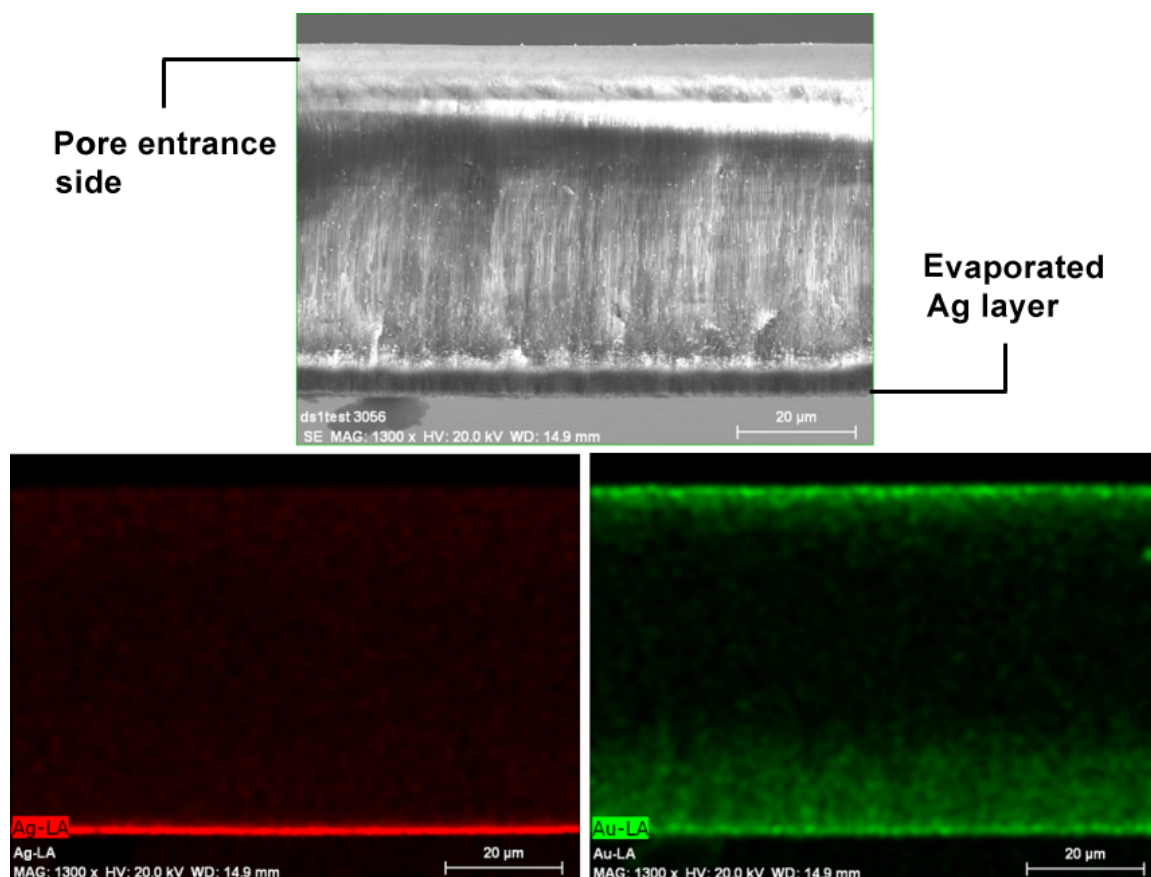 Pore entrance
side
Evaporated
Ag layer
ds1test 3056
SE MAG: 1300 x HV: 20.0 kV WD: 14.9 mm
20 µm
Ag-LA
Ag-LA
MAG: 1300 x HV: 20.0 kV WD: 14.9 mm
20 µm
Au-LA
Au-LA
MAG: 1300 x HV: 20.0 kV WD: 14.9 mm
20 µm